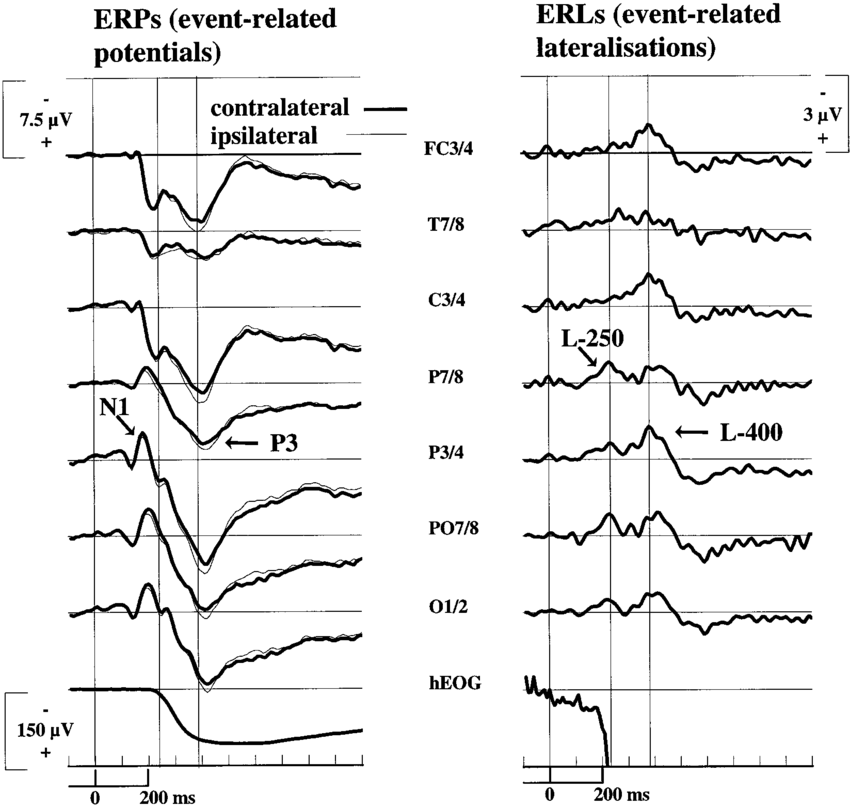 ERPs (event-related
potentials)
ERLs (event-related
lateralisations)
-
7.5 µV
+
contralateral
ipsilateral
-
3 µV
+
FC3/4
T7/8
C3/4
L-250
P7/8
N1
P3
P3/4
L-400
PO7/8
O1/2
hEOG
-
150 µV
+
0
200 ms
0
200 ms